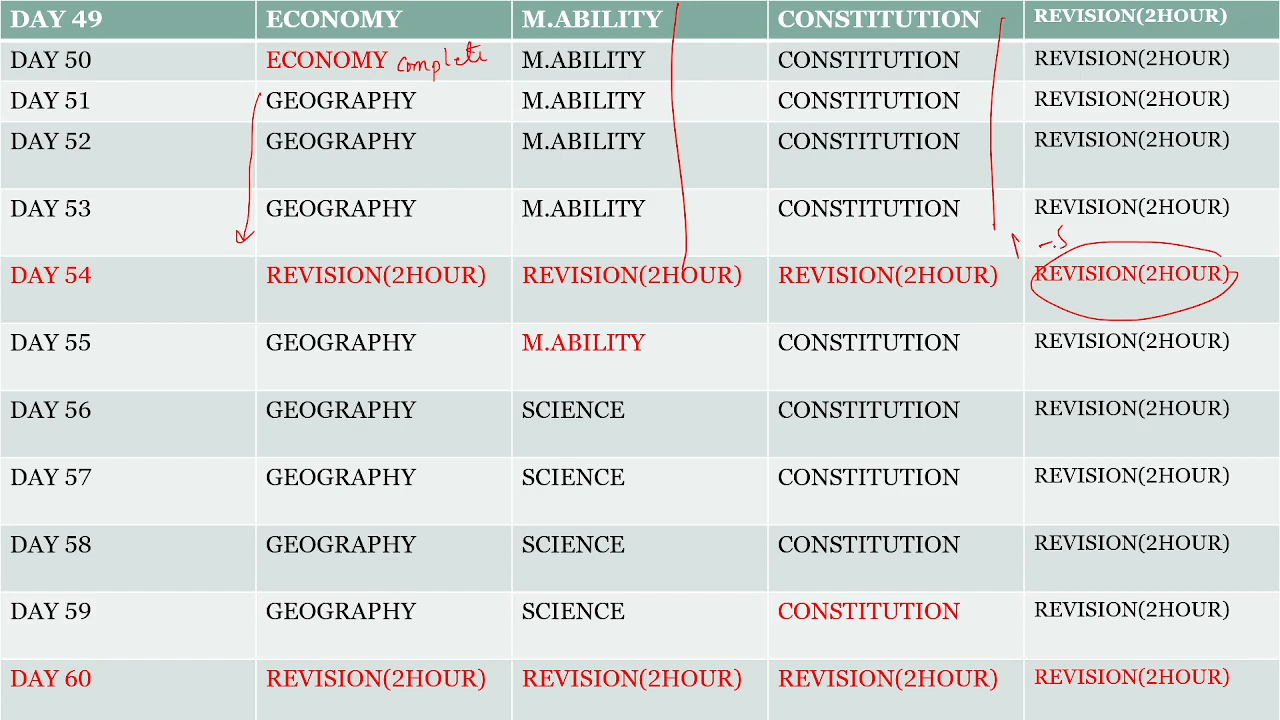 DAY 49 ECONOMY M.ABILITY CONSTITUTION REVISION(2HOUR)
DAY 50 ECONOMY complete M.ABILITY CONSTITUTION REVISION(2HOUR)
DAY 51 GEOGRAPHY M.ABILITY CONSTITUTION REVISION(2HOUR)
DAY 52 GEOGRAPHY M.ABILITY CONSTITUTION REVISION(2HOUR)
DAY 53 GEOGRAPHY M.ABILITY CONSTITUTION REVISION(2HOUR)
DAY 54 REVISION(2HOUR) REVISION(2HOUR) REVISION(2HOUR) REVISION(2HOUR)
DAY 55 GEOGRAPHY M.ABILITY CONSTITUTION REVISION(2HOUR)
DAY 56 GEOGRAPHY SCIENCE CONSTITUTION REVISION(2HOUR)
DAY 57 GEOGRAPHY SCIENCE CONSTITUTION REVISION(2HOUR)
DAY 58 GEOGRAPHY SCIENCE CONSTITUTION REVISION(2HOUR)
DAY 59 GEOGRAPHY SCIENCE CONSTITUTION REVISION(2HOUR)
DAY 60 REVISION(2HOUR) REVISION(2HOUR) REVISION(2HOUR) REVISION(2HOUR)